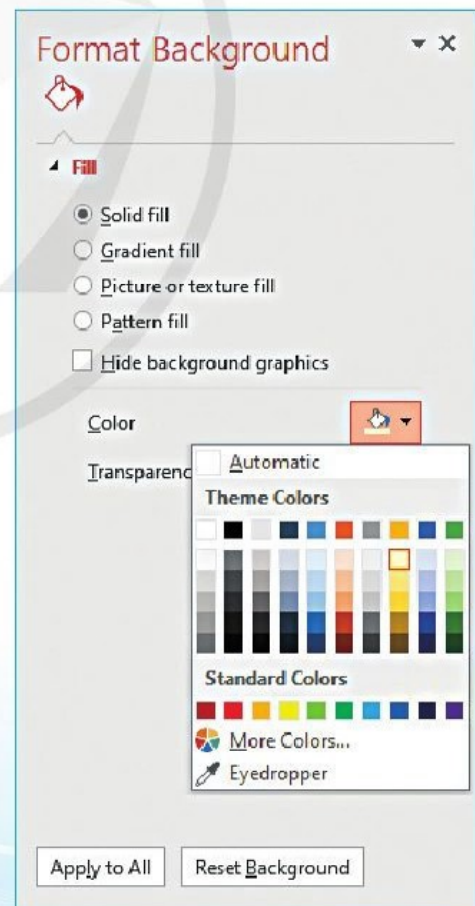 Format Background
Fill
Solid fill
Gradient fill
Picture or texture fill
Pattern fill
Hide background graphics
Color
Transparenc
Automatic
Theme Colors
Standard Colors
More Colors...
Eyedropper
Apply to All
Reset Background